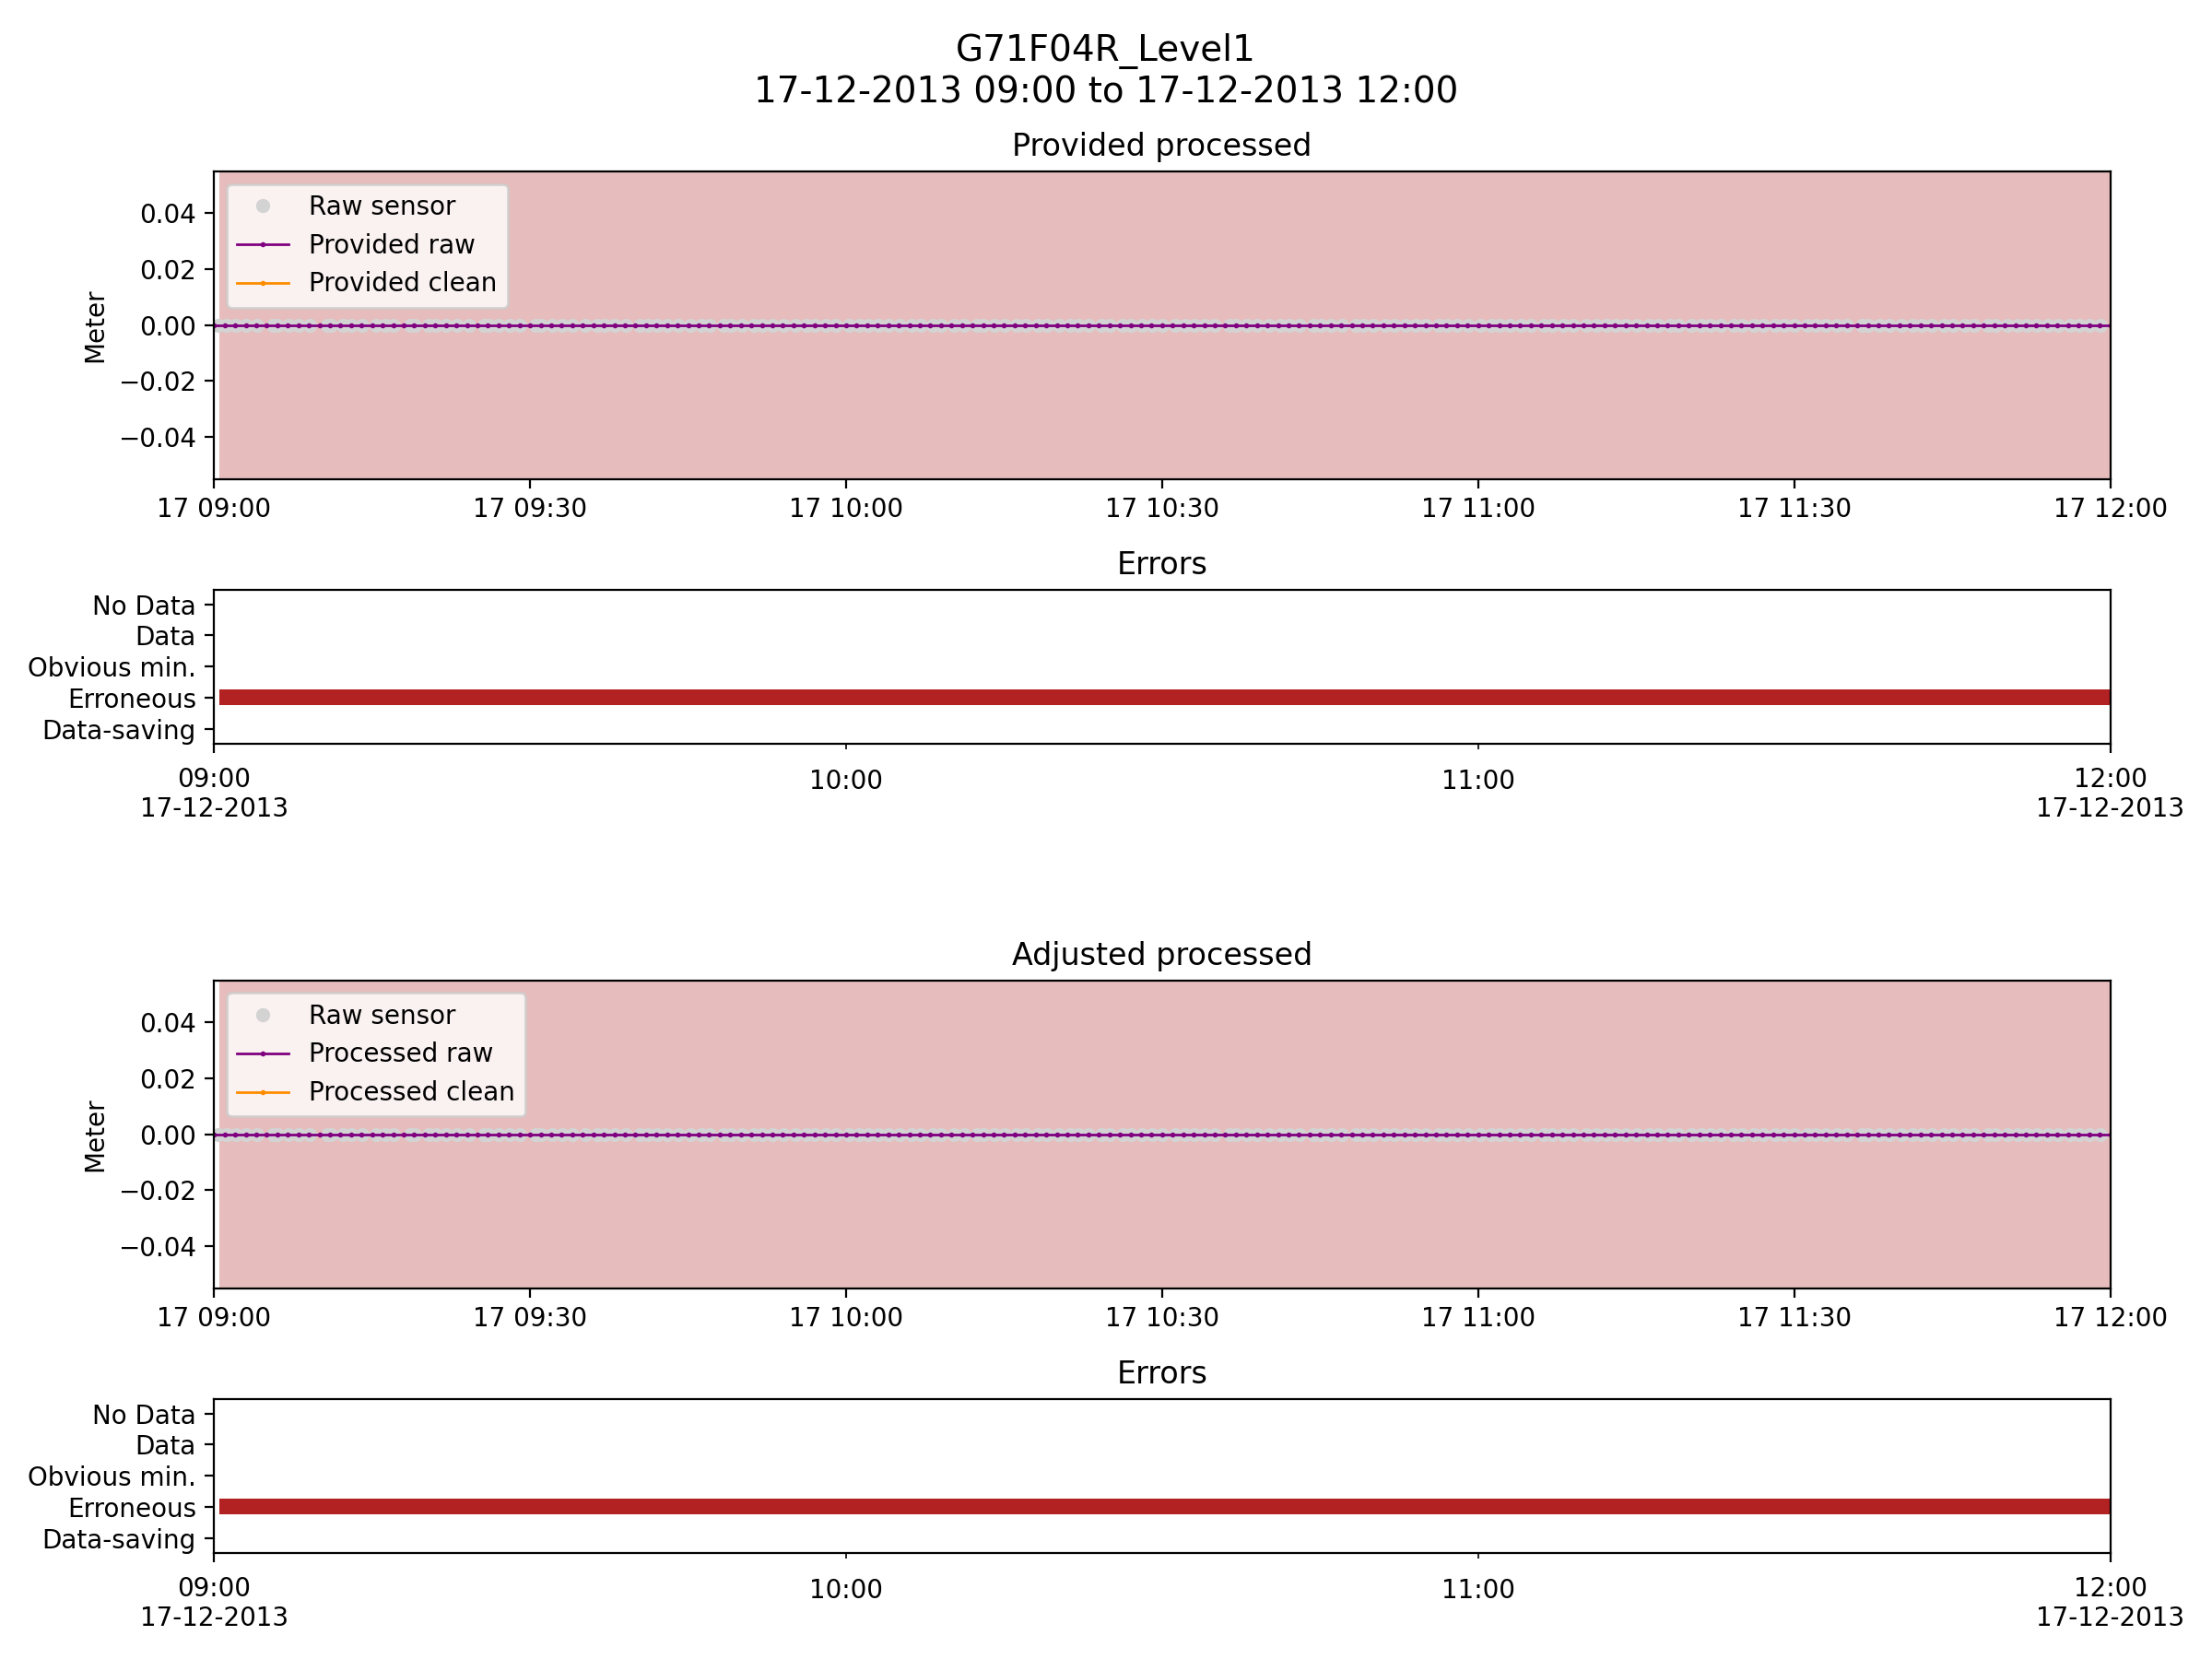 G71F04R_Level1
17-12-2013 09:00 to 17-12-2013 12:00
Provided processed
Raw sensor
Provided raw
Provided clean
Meter
0.04
0.02
0.00
−0.02
−0.04
17 09:00 17 09:30 17 10:00 17 10:30 17 11:00 17 11:30 17 12:00
Errors
No Data
Data
Obvious min.
Erroneous
Data-saving
09:00 10:00 11:00 12:00
17-12-2013 17-12-2013
Adjusted processed
Raw sensor
Processed raw
Processed clean
Meter
0.04
0.02
0.00
−0.02
−0.04
17 09:00 17 09:30 17 10:00 17 10:30 17 11:00 17 11:30 17 12:00
Errors
No Data
Data
Obvious min.
Erroneous
Data-saving
09:00 10:00 11:00 12:00
17-12-2013 17-12-2013